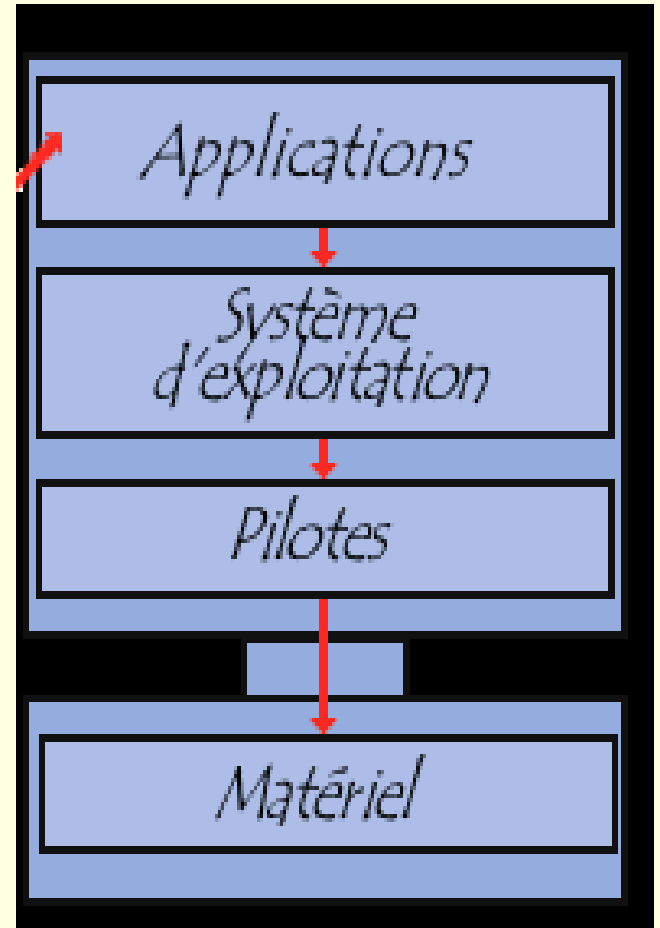 Applications
Système
d'exploitation
Pilotes
Matériel